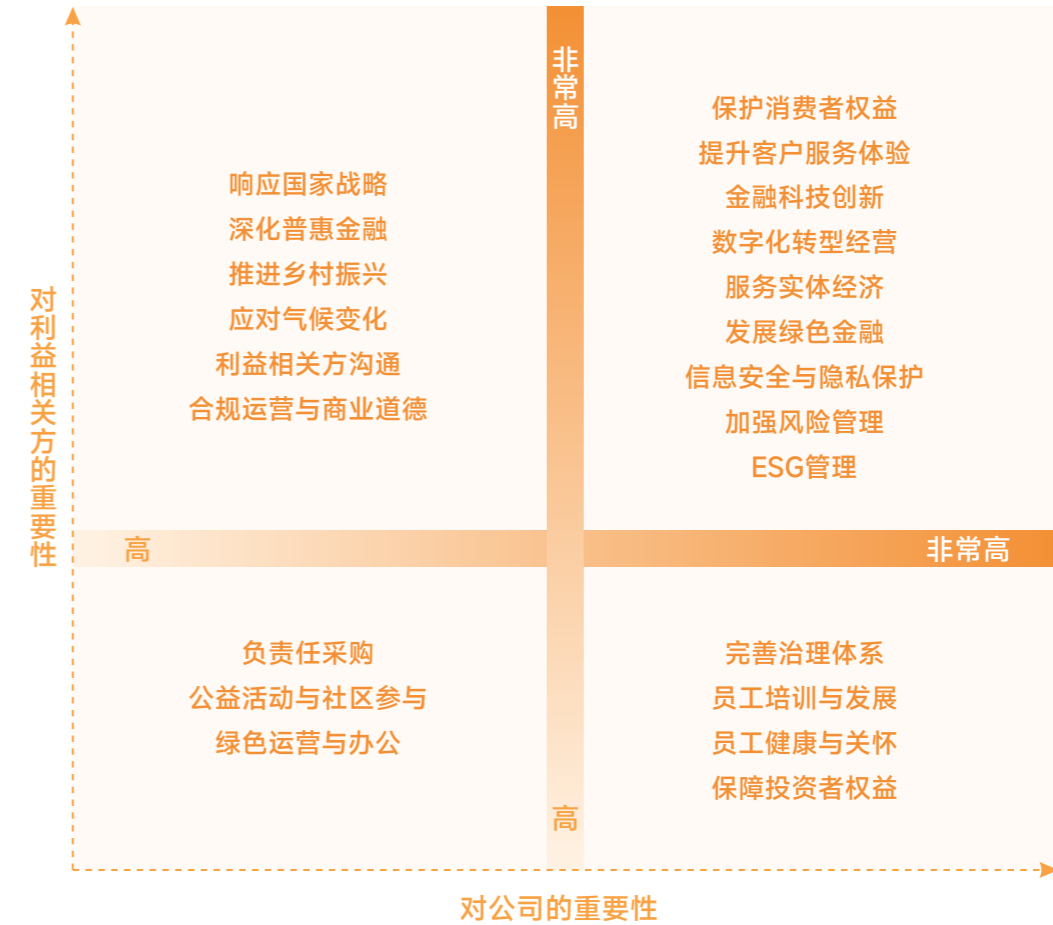 对利益相关方的重要性
非常高
响应国家战略
深化普惠金融
推进乡村振兴
应对气候变化
利益相关方沟通
合规运营与商业道德
保护消费者权益
提升客户服务体验
金融科技创新
数字化转型经营
服务实体经济
发展绿色金融
信息安全与隐私保护
加强风险管理
ESG管理
高
非常高
负责任采购
公益活动与社区参与
绿色运营与办公
完善治理体系
员工培训与发展
员工健康与关怀
保障投资者权益
高
对公司的重要性